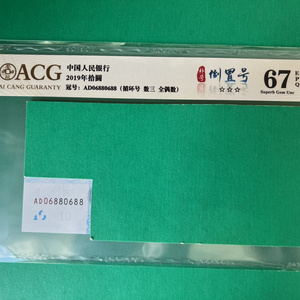 ACG
AI CANG GUARANTY
中国人民银行
2019年拾圆
冠号：AD06880688（循环号 数三 全偶数）
倒置号
☆☆☆
67
E
P
Q
Superb Gem Unc
AD06880688